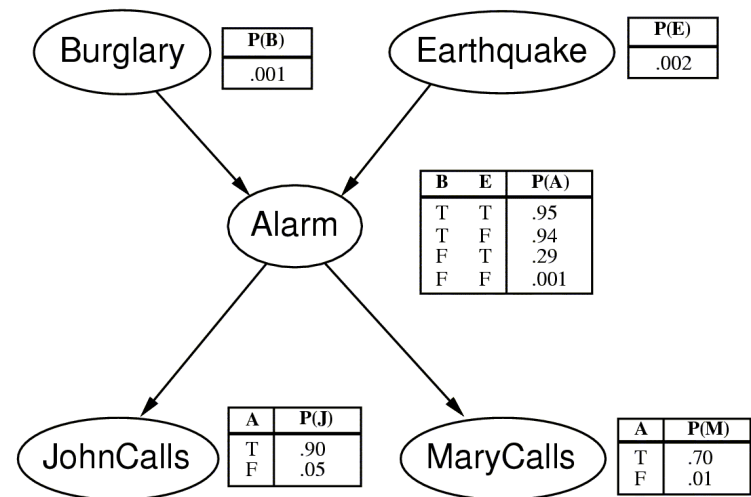 Burglary
P(B)
.001
Earthquake
P(E)
.002
Alarm
B E P(A)
T T .95
T F .94
F T .29
F F .001
JohnCalls
A P(J)
T .90
F .05
MaryCalls
A P(M)
T .70
F .01